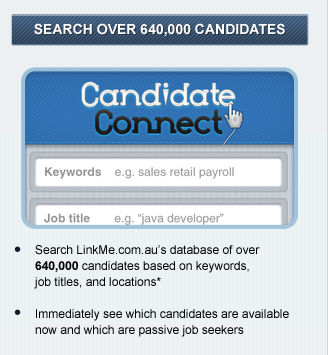 SEARCH OVER 640,000 CANDIDATES
Candidate
Connect
Keywords e.g. sales retail payroll
Job title e.g. “java developer”
• Search LinkMe.com.au’s database of over
640,000 candidates based on keywords,
job titles, and locations*
• Immediately see which candidates are available
now and which are passive job seekers